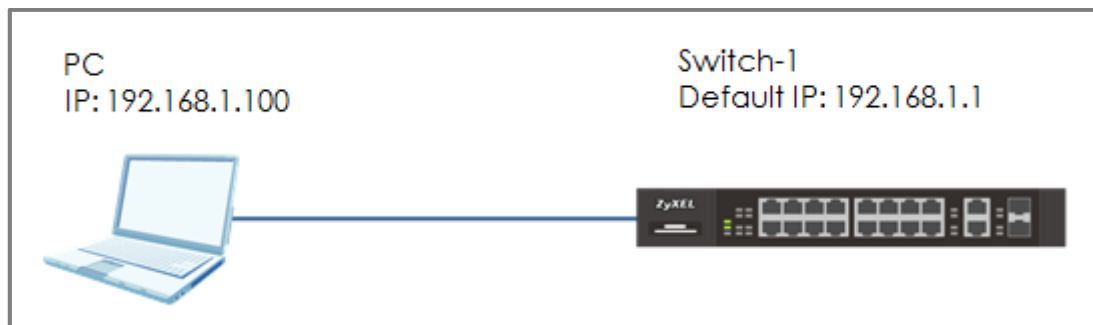 PC
IP: 192.168.1.100
Switch-1
Default IP: 192.168.1.1
ZyXEL